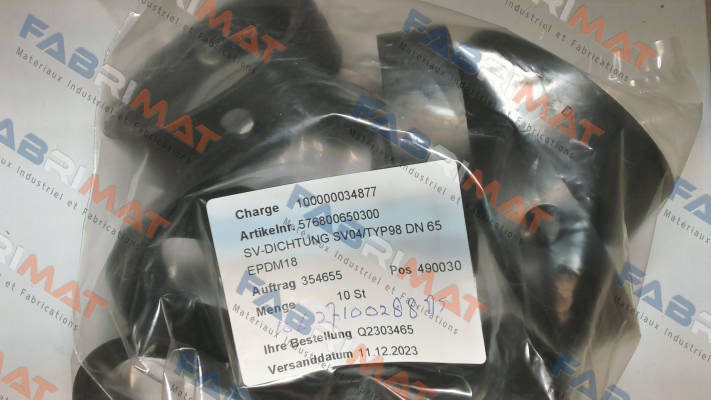 Charge 100000034877
Artikelnr. 576800650300
SV-DICHTUNG SV04/TYP98 DN 65
EPDM18
Auftrag 354655 Pos 490030
Menge 10 St
Ihre Bestellung Q2303465
Versanddatum 11.12.2023
FABRIMAT
Matériaux Industriel et Fabrications